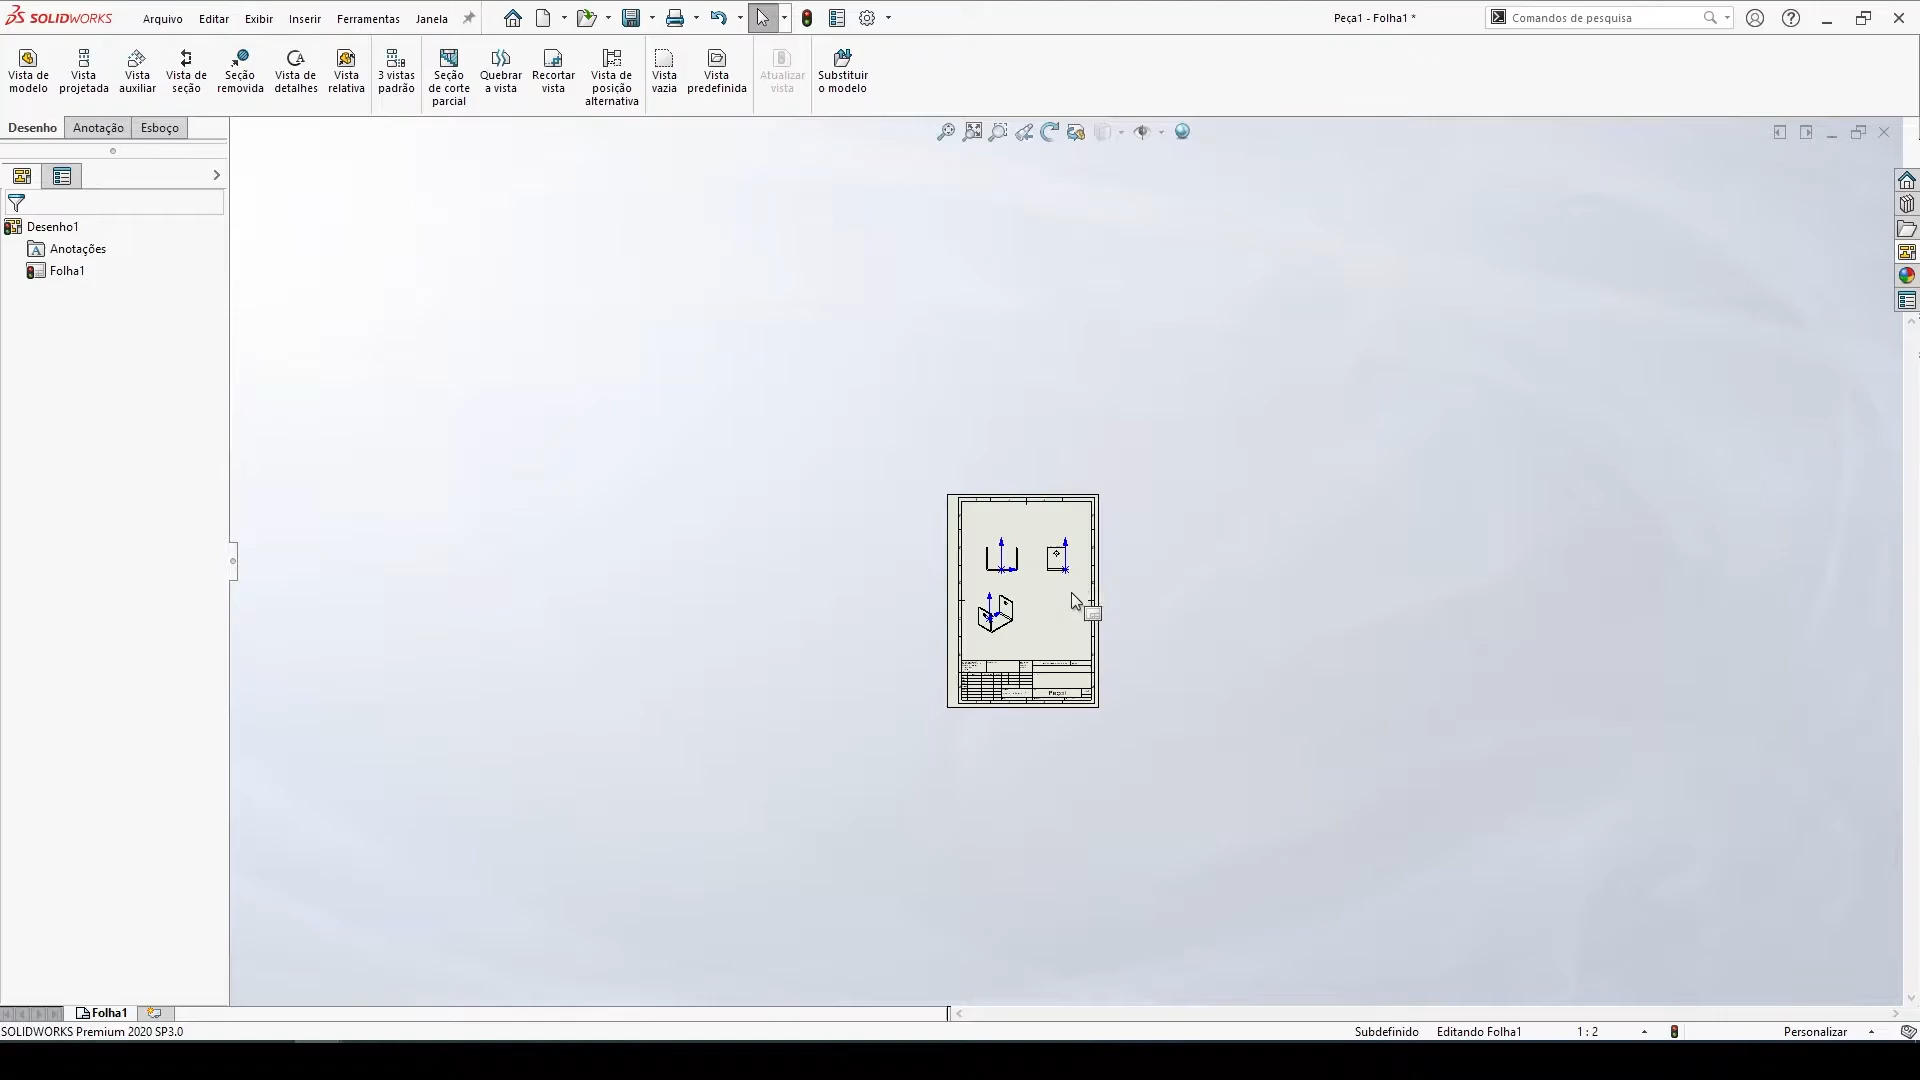 SOLIDWORKS
Arquivo Editar Exibir Inserir Ferramentas Janela
Peça1 - Folha1 *
Comandos de pesquisa
Vista de modelo
Vista projetada
Vista auxiliar
Vista de seção
Seção removida
Vista de detalhes
Vista relativa
3 vistas padrão
Seção de corte parcial
Quebrar a vista
Recortar vista
Vista de posição alternativa
Vista vazia
Vista predefinida
Atualizar vista
Substituir o modelo
Desenho Anotação Esboço
Desenho1
A Anotações
Folha1
Peça1
Folha1
SOLIDWORKS Premium 2020 SP3.0
Subdefinido Editando Folha1 1 : 2 Personalizar